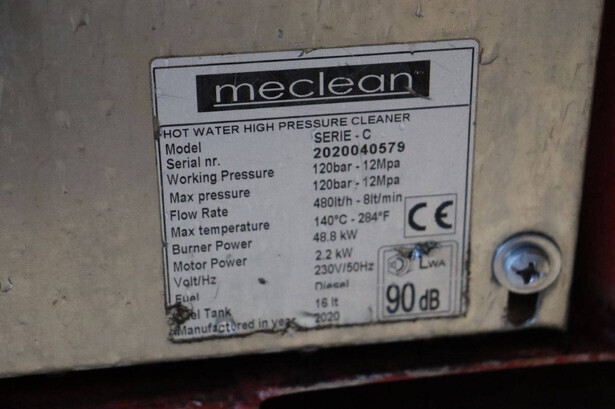 meclean
HOT WATER HIGH PRESSURE CLEANER
Model SERIE - C
Serial nr. 2020040579
Working Pressure 120bar - 12Mpa
Max pressure 120bar - 12Mpa
Flow Rate 480lt/h - 8lt/min
Max temperature 140°C - 284°F
Burner Power 48.8 kW
Motor Power 2.2 kW
Volt/Hz 230V/50Hz
Fuel Diesel
Fuel Tank 16 lt
Manufactured in year 2020
CE
LWA
90 dB